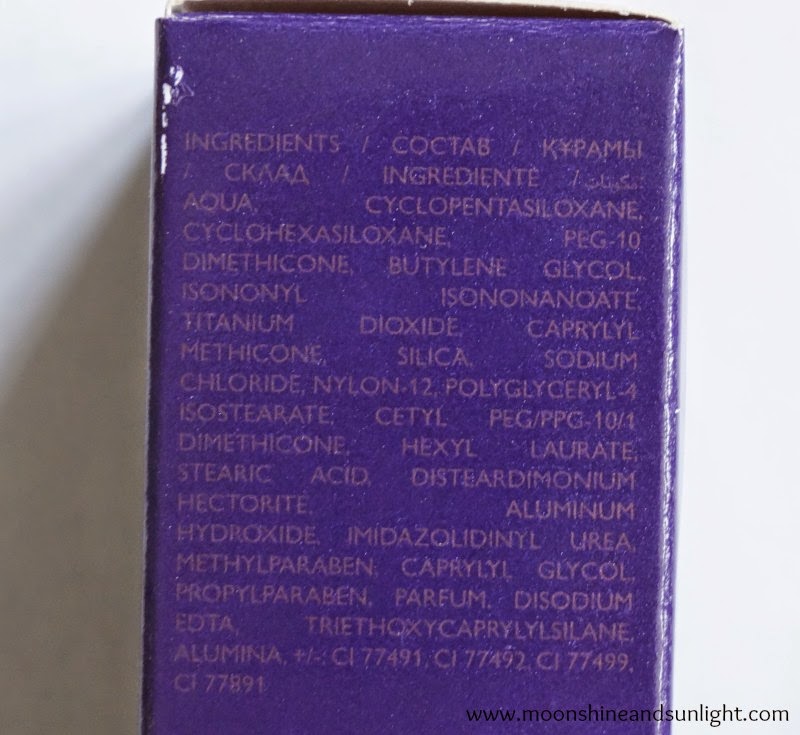 INGREDIENTS / СОСТАВ / ҚҰРАМЫ
/ СКЛАД / INGREDIENTE / مكونات:
AQUA, CYCLOPENTASILOXANE,
CYCLOHEXASILOXANE, PEG-10
DIMETHICONE, BUTYLENE GLYCOL,
ISONONYL ISONONANOATE,
TITANIUM DIOXIDE, CAPRYLYL
METHICONE, SILICA, SODIUM
CHLORIDE, NYLON-12, POLYGLYCERYL-4
ISOSTEARATE, CETYL PEG/PPG-10/1
DIMETHICONE, HEXYL LAURATE,
STEARIC ACID, DISTEARDIMONIUM
HECTORITE, ALUMINUM
HYDROXIDE, IMIDAZOLIDINYL UREA,
METHYLPARABEN, CAPRYLYL GLYCOL,
PROPYLPARABEN, PARFUM, DISODIUM
EDTA, TRIETHOXYCAPRYLYLSILANE,
ALUMINA, +/-: CI 77491, CI 77492, CI 77499,
CI 77891
www.moonshineandsunlight.com